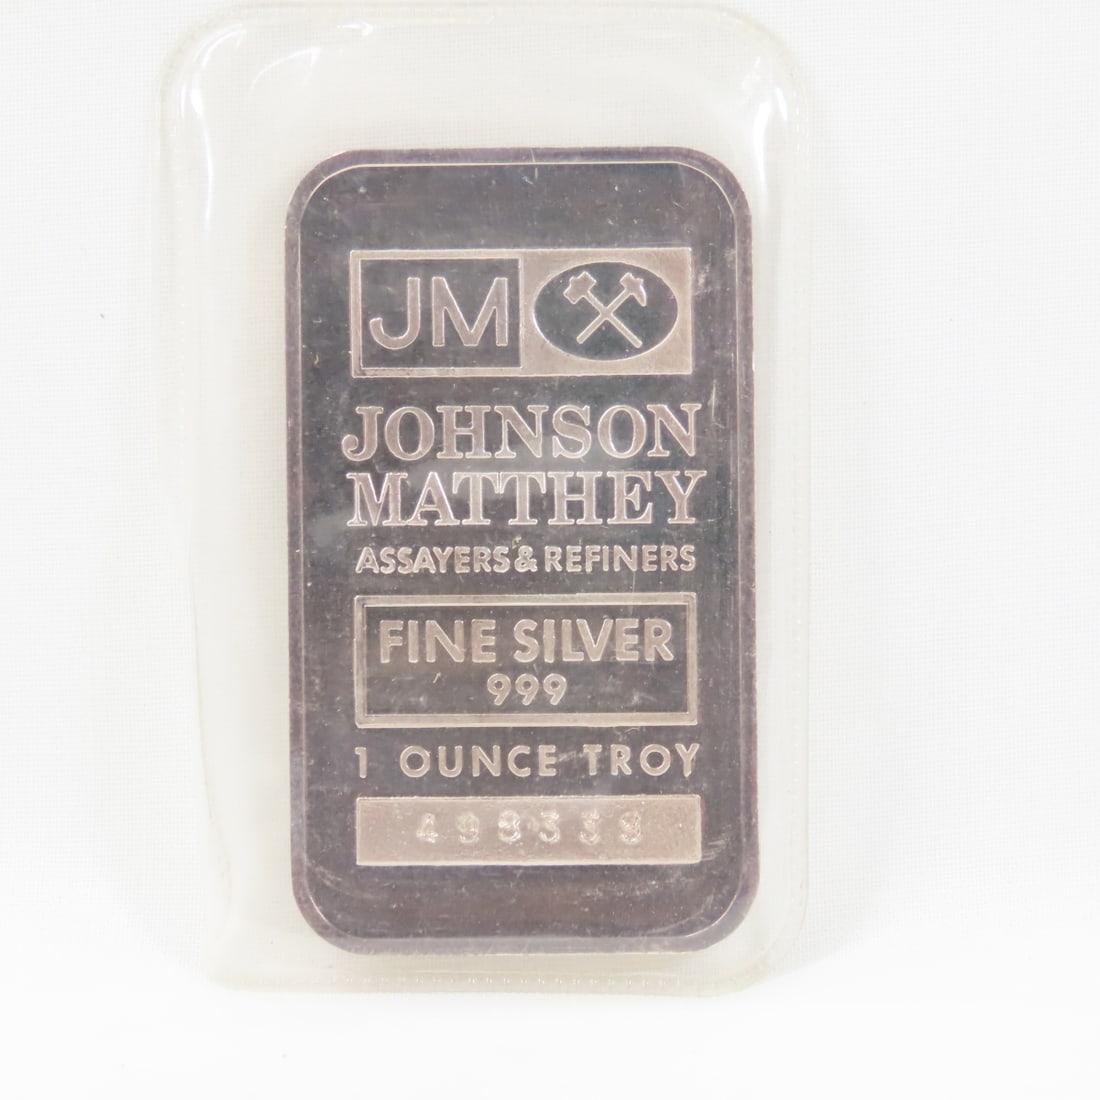 JM
JOHNSON
MATTHEY
ASSAYERS & REFINERS
FINE SILVER
999
1 OUNCE TROY